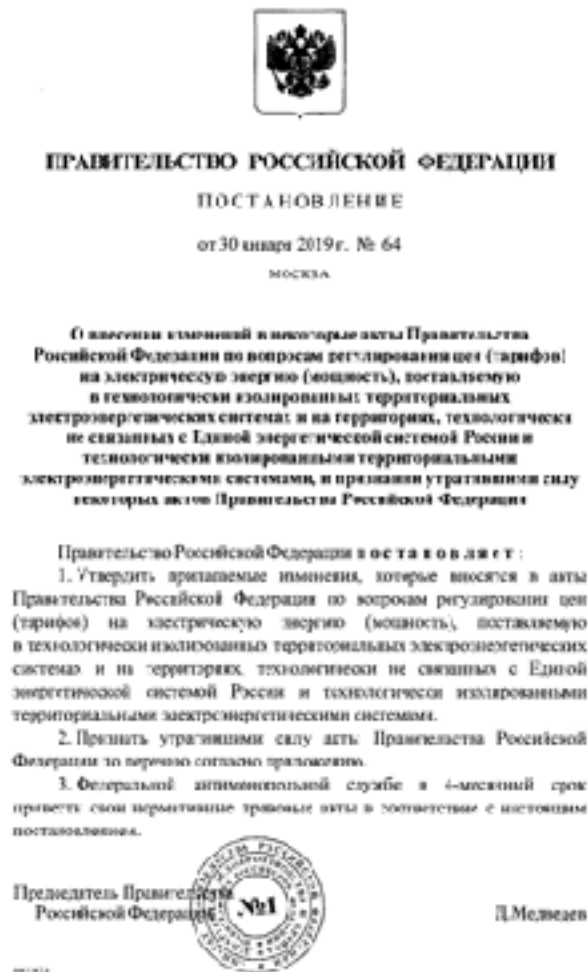 ПРАВИТЕЛЬСТВО РОССИЙСКОЙ ФЕДЕРАЦИИ
ПОСТАНОВЛЕНИЕ
от 30 января 2019 г. № 64
МОСКВА
О внесении изменений в некоторые акты Правительства
Российской Федерации по вопросам регулирования цен (тарифов)
на электрическую энергию (мощность), поставляемую
в технологически изолированных территориальных
электроэнергетических системах и на территориях, технологически
не связанных с Единой энергетической системой России и
технологически изолированными территориальными
электроэнергетическими системами, и признании утратившими силу
некоторых актов Правительства Российской Федерации
Правительство Российской Федерации постановляет:
1. Утвердить прилагаемые изменения, которые вносятся в акты
Правительства Российской Федерации по вопросам регулирования цен
(тарифов) на электрическую энергию (мощность), поставляемую
в технологически изолированных территориальных электроэнергетических
системах и на территориях, технологически не связанных с Единой
энергетической системой России и технологически изолированными
территориальными электроэнергетическими системами.
2. Признать утратившими силу акты Правительства Российской
Федерации по перечню согласно приложению.
3. Федеральной антимонопольной службе в 4-месячный срок
привести свои нормативные правовые акты в соответствие с настоящим
постановлением.
Председатель Правительства
Российской Федерации
№1
Д.Медведев